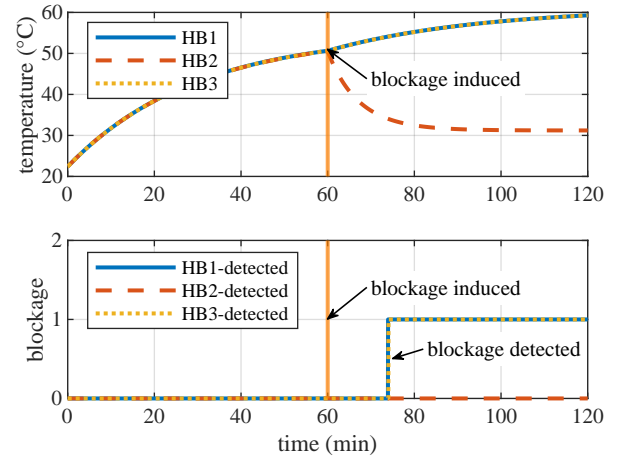 60
50
40
30
20
temperature (°C)
HB1
HB2
HB3
blockage induced
0
20
40
60
80
100
120
2
1
0
blockage
HB1-detected
HB2-detected
HB3-detected
blockage induced
blockage detected
0
20
40
60
80
100
120
time (min)